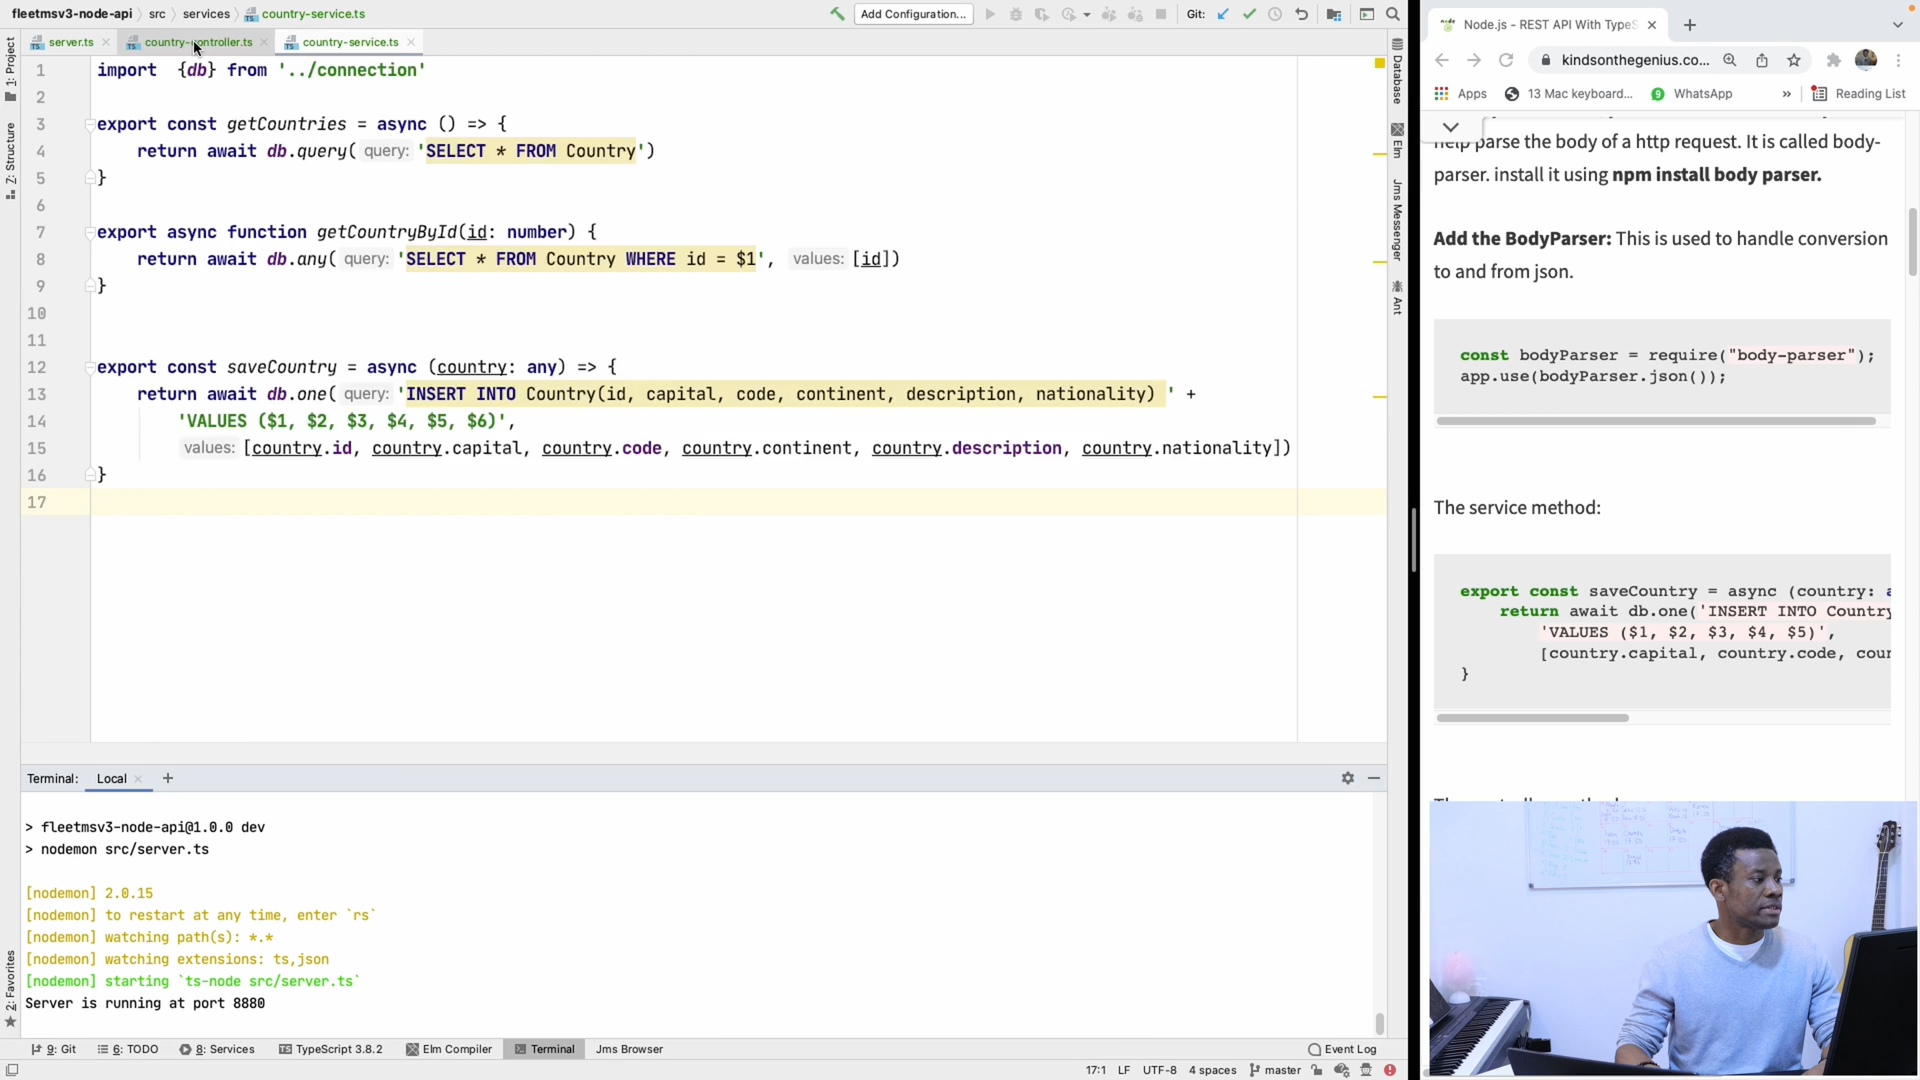 fleetmsv3-node-api src services country-service.ts
Add Configuration...
Git:
server.ts
country-controller.ts
country-service.ts
1: Project
Z: Structure
2: Favorites
1 import {db} from '../connection'
2
3 export const getCountries = async () => {
4 return await db.query( query: 'SELECT * FROM Country')
5 }
6
7 export async function getCountryById(id: number) {
8 return await db.any( query: 'SELECT * FROM Country WHERE id = $1', values: [id])
9 }
10
11
12 export const saveCountry = async (country: any) => {
13 return await db.one( query: 'INSERT INTO Country(id, capital, code, continent, description, nationality) ' +
14 'VALUES ($1, $2, $3, $4, $5, $6)',
15 values: [country.id, country.capital, country.code, country.continent, country.description, country.nationality])
16 }
17
Database
Elm
Jms Messenger
Ant
Terminal: Local
> fleetmsv3-node-api@1.0.0 dev
> nodemon src/server.ts
[nodemon] 2.0.15
[nodemon] to restart at any time, enter `rs`
[nodemon] watching path(s): *.*
[nodemon] watching extensions: ts,json
[nodemon] starting `ts-node src/server.ts`
Server is running at port 8880
9: Git 6: TODO 8: Services TypeScript 3.8.2 Elm Compiler Terminal Jms Browser Event Log
17:1 LF UTF-8 4 spaces master
Node.js - REST API With TypeS
kindsonthegenius.co...
Apps 13 Mac keyboard... WhatsApp » Reading List
help parse the body of a http request. It is called body-
parser. install it using npm install body parser.
Add the BodyParser: This is used to handle conversion
to and from json.
const bodyParser = require("body-parser");
app.use(bodyParser.json());
The service method:
export const saveCountry = async (country: a
return await db.one('INSERT INTO Country
'VALUES ($1, $2, $3, $4, $5)',
[country.capital, country.code, coun
}